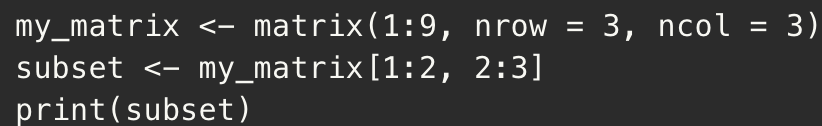 my_matrix <- matrix(1:9, nrow = 3, ncol = 3)
subset <- my_matrix[1:2, 2:3]
print(subset)